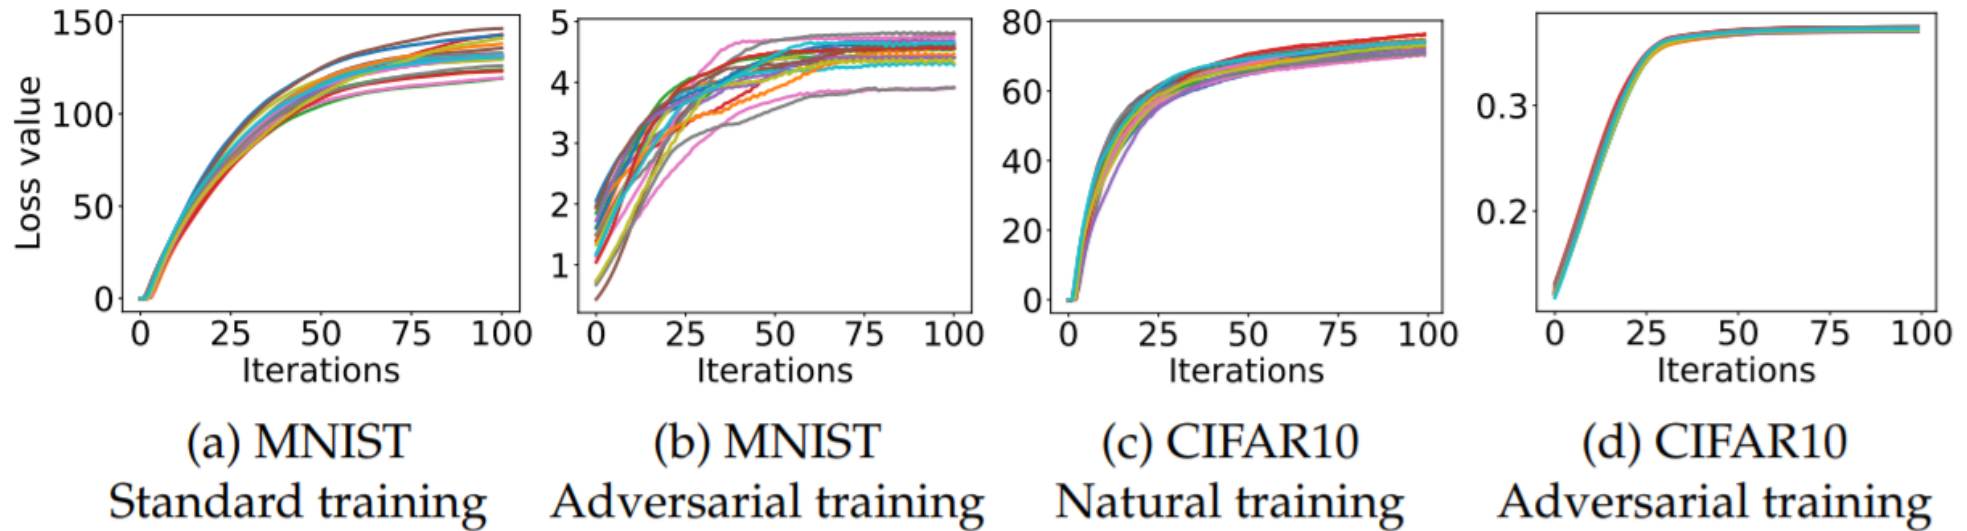 Loss value
150
100
50
0
0 25 50 75 100
Iterations
5
4
3
2
1
0 25 50 75 100
Iterations
80
60
40
20
0
0 25 50 75 100
Iterations
0.3
0.2
0 25 50 75 100
Iterations
(a) MNIST
Standard training
(b) MNIST
Adversarial training
(c) CIFAR10
Natural training
(d) CIFAR10
Adversarial training